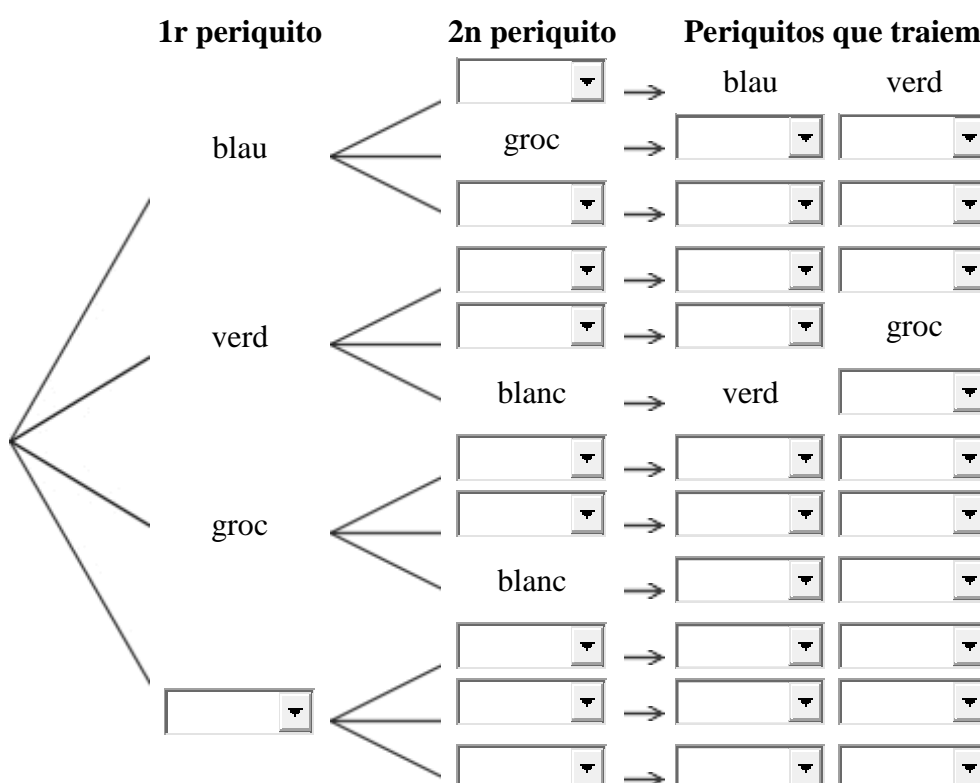 1r periquito 2n periquito Periquitos que traiem
blau verd
blau groc
verd groc
blanc verd
groc
blanc